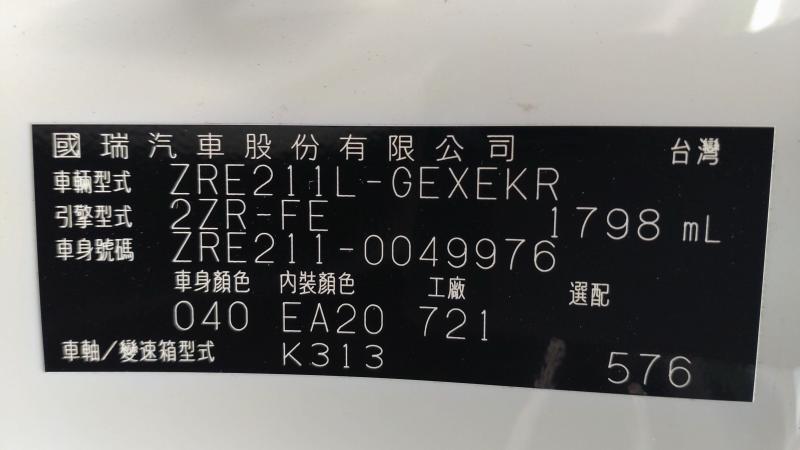 國瑞汽車股份有限公司 台灣
車輛型式 ZRE211L-GEXEKR
引擎型式 2ZR-FE 1798 mL
車身號碼 ZRE211-0049976
車身顏色 內裝顏色 工廠 選配
040 EA20 721
車軸/變速箱型式 K313 576